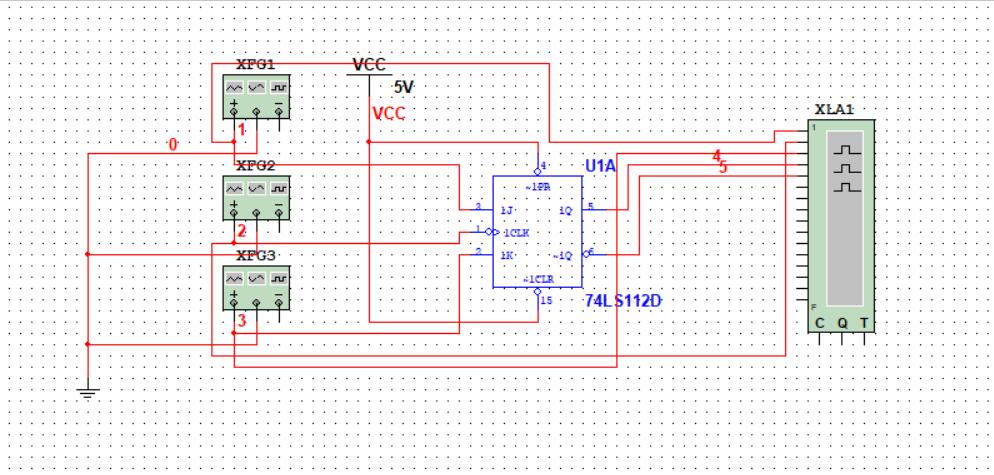 XFG1
VCC
5V
VCC
XLA1
1
0
4
5
XFG2
4
U1A
~1PR
3
1J
1Q
5
2
1
1CLK
XFG3
2
1K
~1Q
6
~1CLR
15
74LS112D
F
3
C Q T